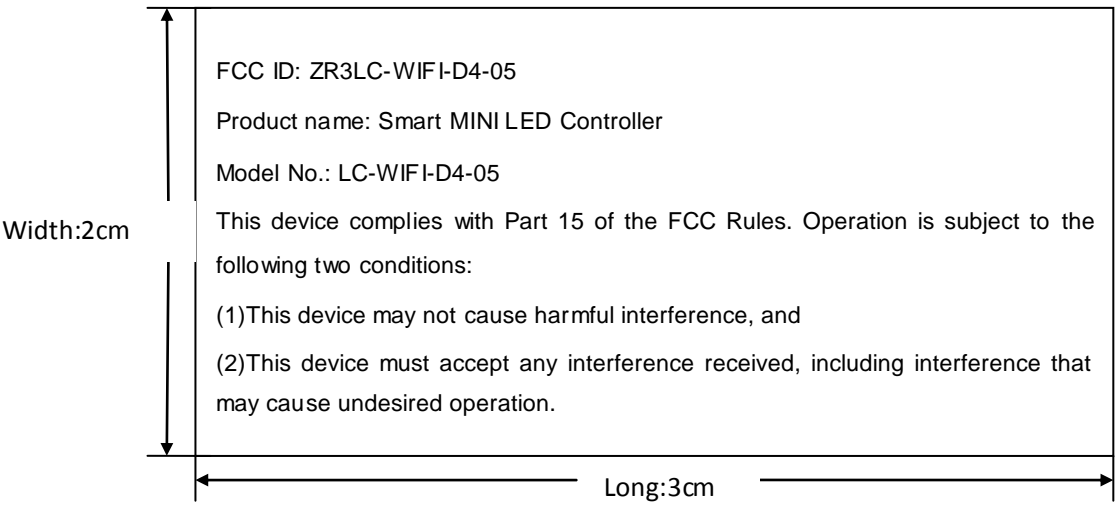 FCC ID: ZR3LC-WIFI-D4-05
Product name: Smart MINI LED Controller
Model No.: LC-WIFI-D4-05
Width:2cm
This device complies with Part 15 of the FCC Rules. Operation is subject to the
following two conditions:
(1)This device may not cause harmful interference, and
(2)This device must accept any interference received, including interference that
may cause undesired operation.
Long:3cm